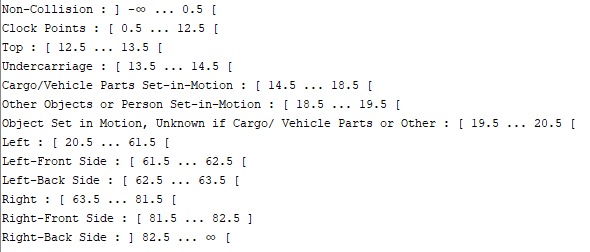 Non-Collision : ] -∞ ... 0.5 [
Clock Points : [ 0.5 ... 12.5 [
Top : [ 12.5 ... 13.5 [
Undercarriage : [ 13.5 ... 14.5 [
Cargo/Vehicle Parts Set-in-Motion : [ 14.5 ... 18.5 [
Other Objects or Person Set-in-Motion : [ 18.5 ... 19.5 [
Object Set in Motion, Unknown if Cargo/ Vehicle Parts or Other : [ 19.5 ... 20.5 [
Left : [ 20.5 ... 61.5 [
Left-Front Side : [ 61.5 ... 62.5 [
Left-Back Side : [ 62.5 ... 63.5 [
Right : [ 63.5 ... 81.5 [
Right-Front Side : [ 81.5 ... 82.5 ]
Right-Back Side : ] 82.5 ... ∞ [